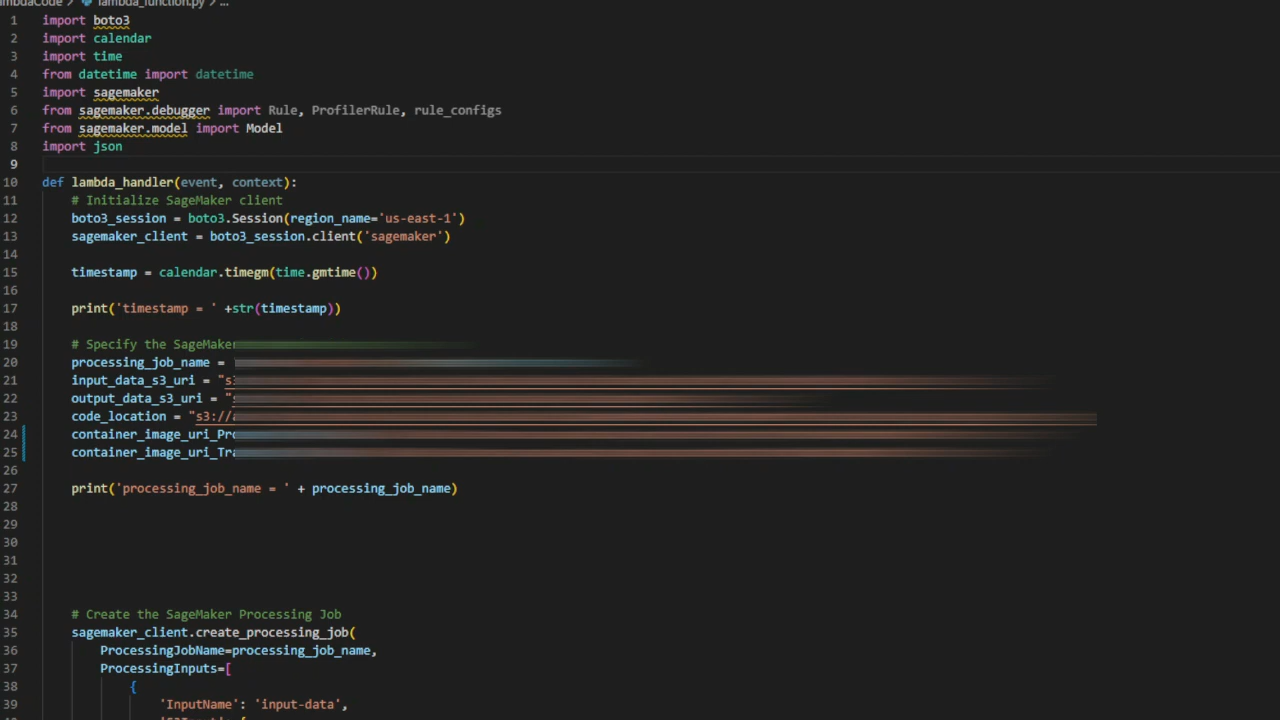 lambda_function.py > ...
1 import boto3
2 import calendar
3 import time
4 from datetime import datetime
5 import sagemaker
6 from sagemaker.debugger import Rule, ProfilerRule, rule_configs
7 from sagemaker.model import Model
8 import json
9
10 def lambda_handler(event, context):
11 # Initialize SageMaker client
12 boto3_session = boto3.Session(region_name='us-east-1')
13 sagemaker_client = boto3_session.client('sagemaker')
14
15 timestamp = calendar.timegm(time.gmtime())
16
17 print('timestamp = ' +str(timestamp))
18
19 # Specify the SageMaker
20 processing_job_name =
21 input_data_s3_uri = "s3
22 output_data_s3_uri = "
23 code_location = "s3://
24 container_image_uri_Pro
25 container_image_uri_Tra
26
27 print('processing_job_name = ' + processing_job_name)
28
29
30
31
32
33
34 # Create the SageMaker Processing Job
35 sagemaker_client.create_processing_job(
36 ProcessingJobName=processing_job_name,
37 ProcessingInputs=[
38 {
39 'InputName': 'input-data',